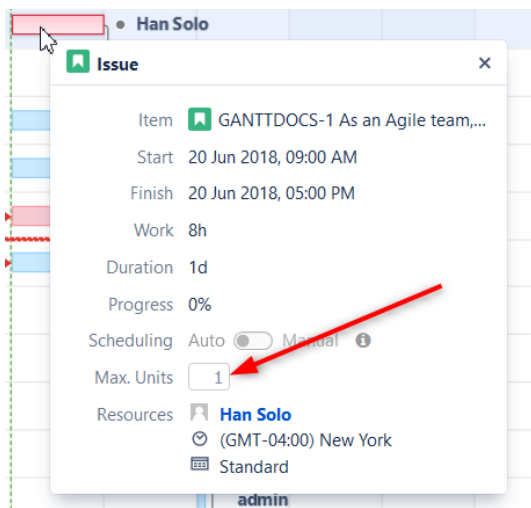 Han Solo
Issue
Item GANTTDOCS-1 As an Agile team,...
Start 20 Jun 2018, 09:00 AM
Finish 20 Jun 2018, 05:00 PM
Work 8h
Duration 1d
Progress 0%
Scheduling Auto Manual
Max. Units 1
Resources Han Solo
(GMT-04:00) New York
Standard
admin